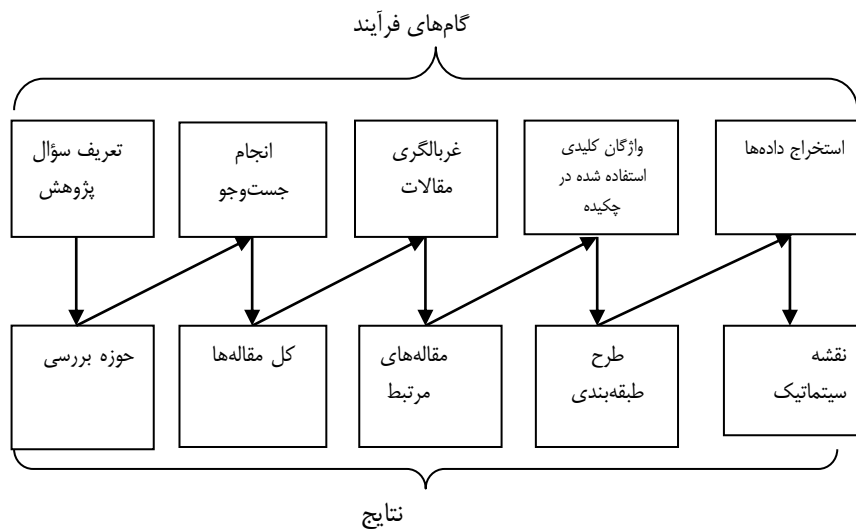 گام‌های فرآیند
تعریف سؤال
پژوهش
انجام
جست‌وجو
غربالگری
مقالات
واژگان کلیدی
استفاده شده در
چکیده
استخراج داده‌ها
حوزه بررسی
کل مقاله‌ها
مقاله‌های
مرتبط
طرح
طبقه‌بندی
نقشه
سیتماتیک
نتایج